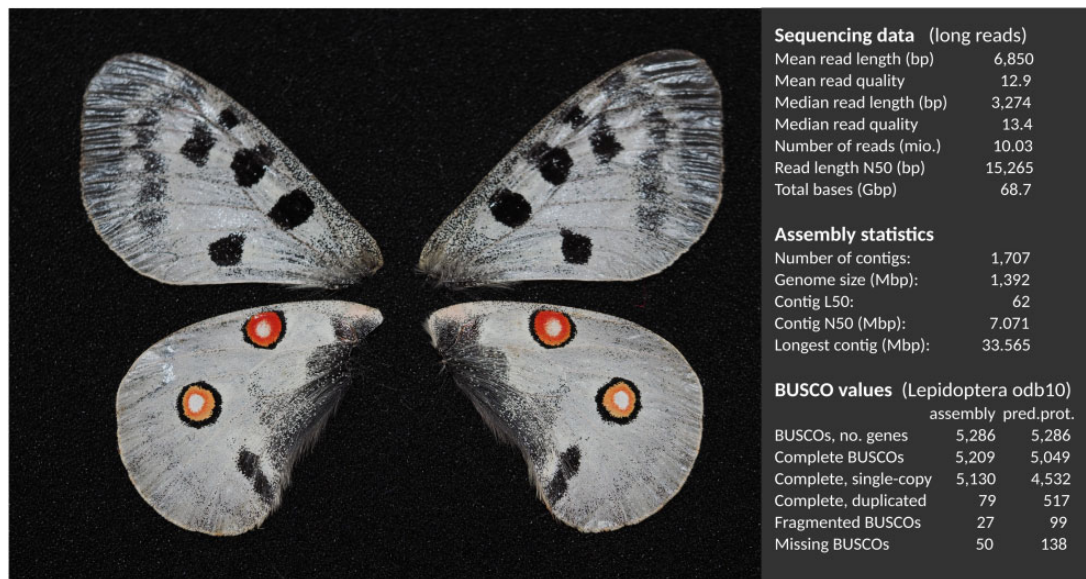 Sequencing data (long reads)
Mean read length (bp) 6,850
Mean read quality 12.9
Median read length (bp) 3,274
Median read quality 13.4
Number of reads (mio.) 10.03
Read length N50 (bp) 15,265
Total bases (Gbp) 68.7
Assembly statistics
Number of contigs: 1,707
Genome size (Mbp): 1,392
Contig L50: 62
Contig N50 (Mbp): 7.071
Longest contig (Mbp): 33.565
BUSCO values (Lepidoptera odb10)
assembly pred.prot.
BUSCOs, no. genes 5,286 5,286
Complete BUSCOs 5,209 5,049
Complete, single-copy 5,130 4,532
Complete, duplicated 79 517
Fragmented BUSCOs 27 99
Missing BUSCOs 50 138